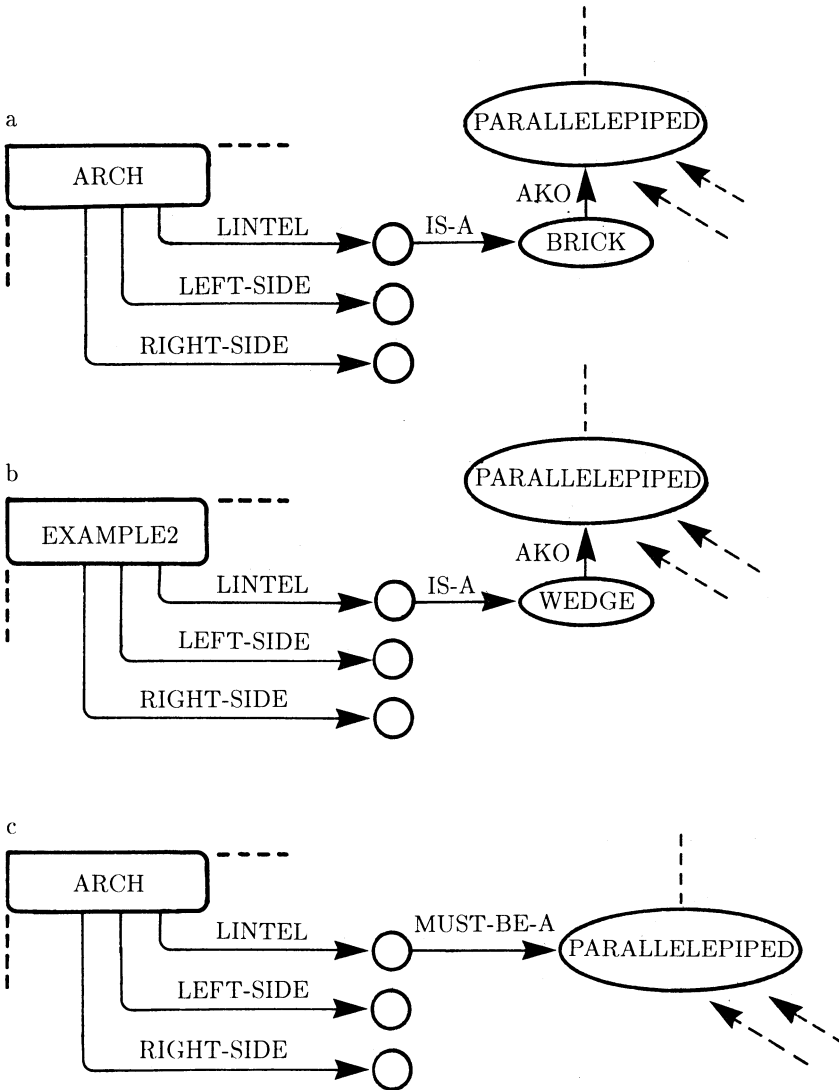 a
PARALLELEPIPED
ARCH
AKO
LINTEL
IS-A
BRICK
LEFT-SIDE
RIGHT-SIDE
b
PARALLELEPIPED
EXAMPLE2
AKO
LINTEL
IS-A
WEDGE
LEFT-SIDE
RIGHT-SIDE
c
ARCH
LINTEL
MUST-BE-A
PARALLELEPIPED
LEFT-SIDE
RIGHT-SIDE